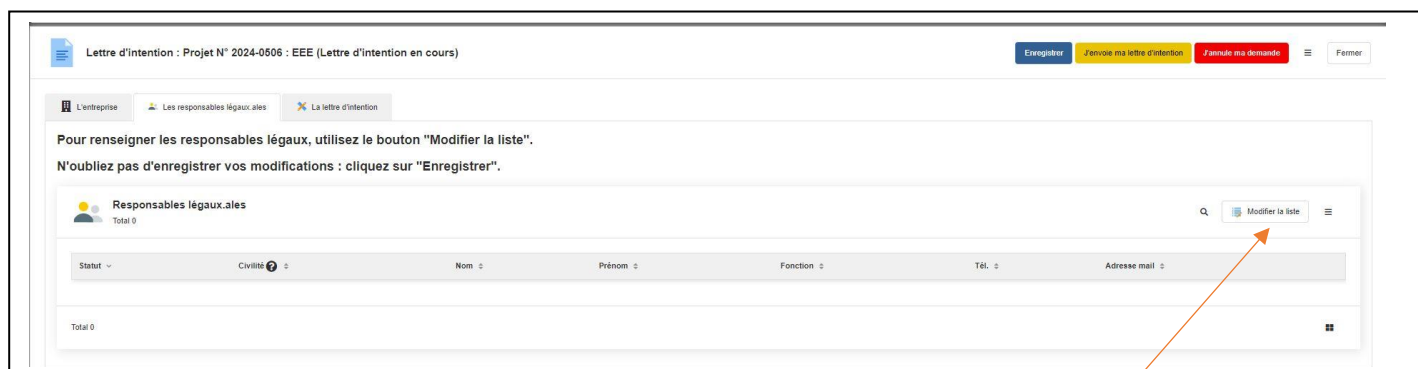 Lettre d'intention : Projet N° 2024-0506 : EEE (Lettre d'intention en cours)
Enregistrer
J'envoie ma lettre d'intention
J'annule ma demande
Fermer
L'entreprise
Les responsables légaux.ales
La lettre d'intention
Pour renseigner les responsables légaux, utilisez le bouton "Modifier la liste".
N'oubliez pas d'enregistrer vos modifications : cliquez sur "Enregistrer".
Responsables légaux.ales
Total 0
Modifier la liste
Statut
Civilité ?
Nom
Prénom
Fonction
Tél.
Adresse mail
Total 0